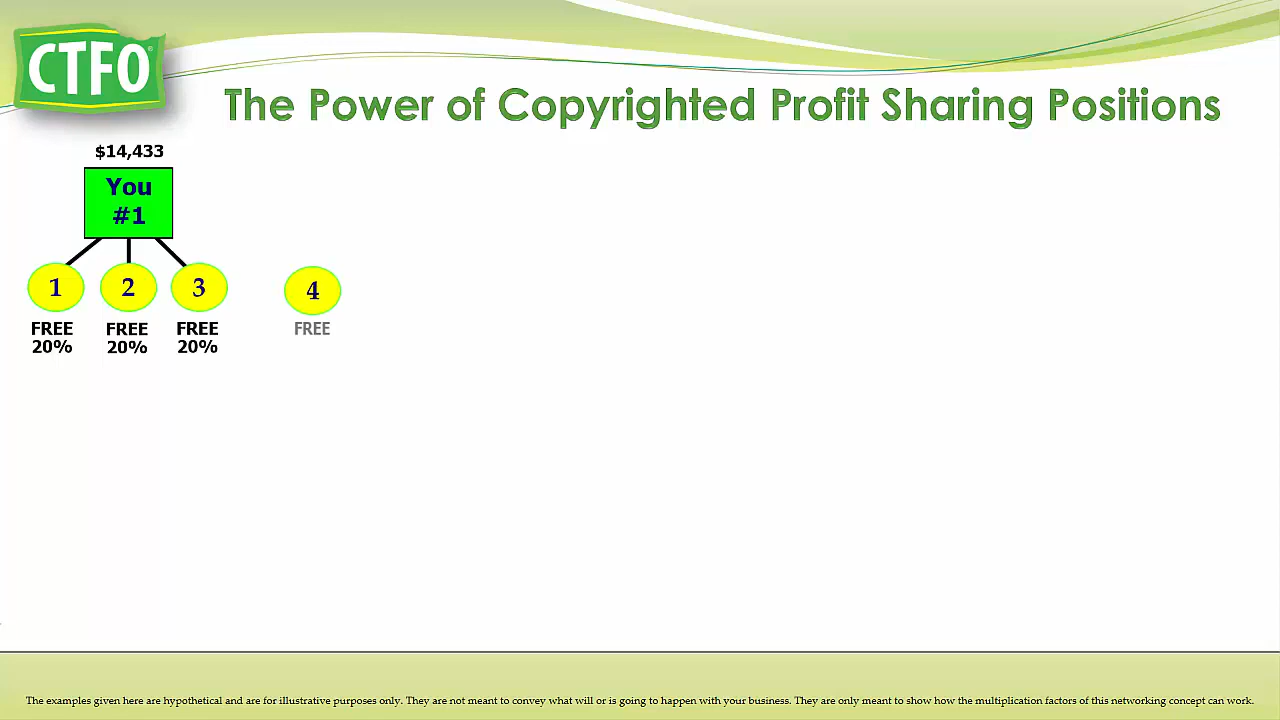 CTFO®
The Power of Copyrighted Profit Sharing Positions
$14,433
You
#1
1 2 3 4
FREE FREE FREE FREE
20% 20% 20%
The examples given here are hypothetical and are for illustrative purposes only. They are not meant to convey what will or is going to happen with your business. They are only meant to show how the multiplication factors of this networking concept can work.